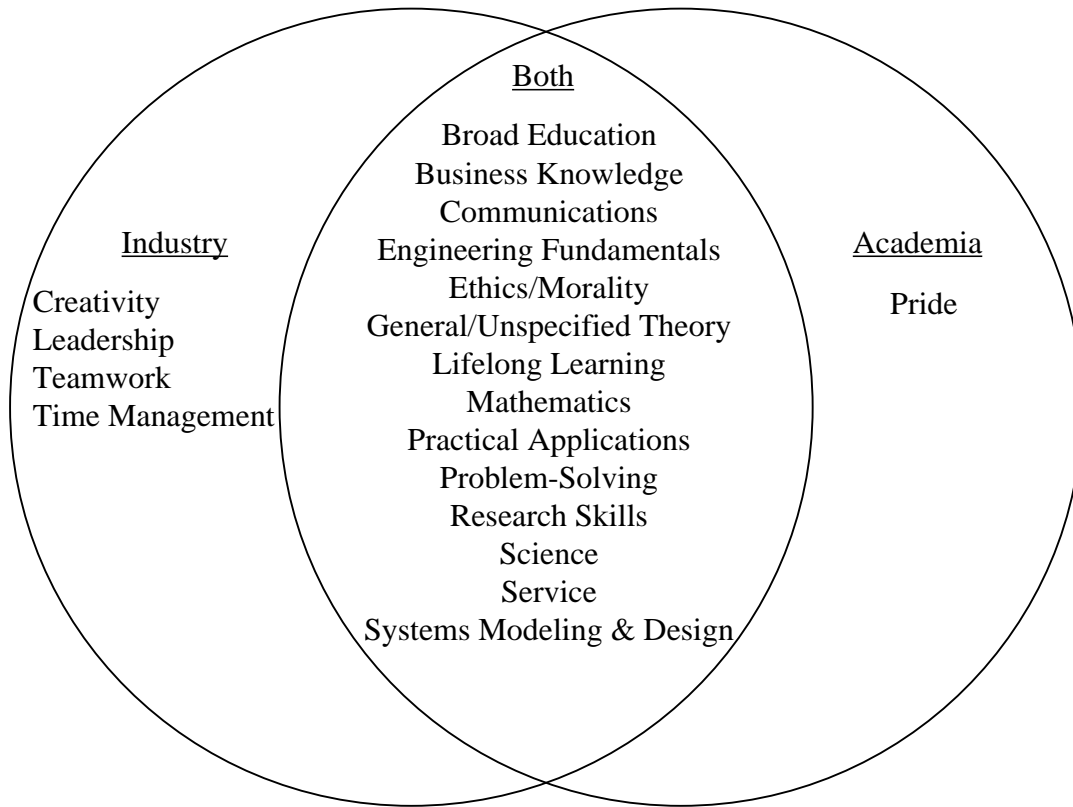 Both
Broad Education
Business Knowledge
Communications
Engineering Fundamentals
Ethics/Morality
General/Unspecified Theory
Lifelong Learning
Mathematics
Practical Applications
Problem-Solving
Research Skills
Science
Service
Systems Modeling & Design
Industry
Creativity
Leadership
Teamwork
Time Management
Academia
Pride